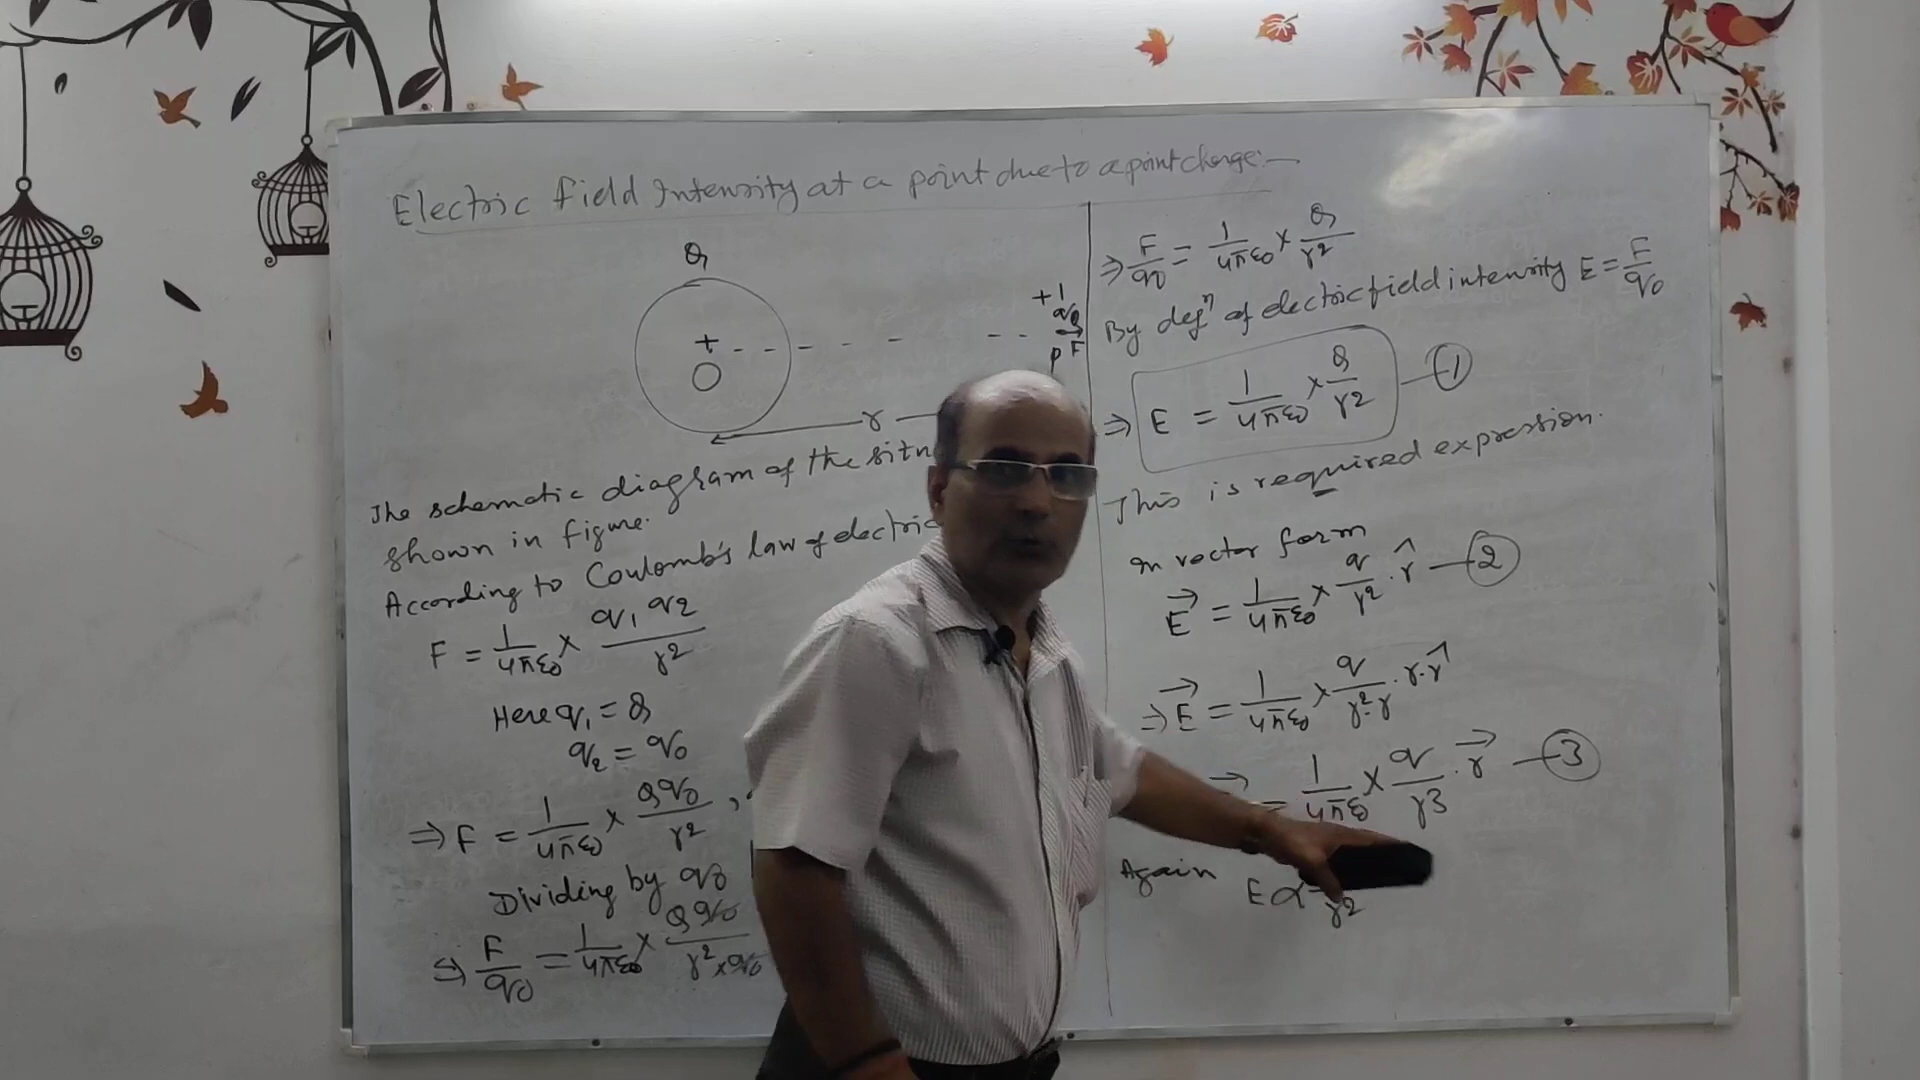 Electric field Intensity at a point due to a point charge:—
Q
+
O
+1
q0
P F
r
The schematic diagram of the
shown in figure.
According to Coulomb's law of electric
F = 1/4πε0 × q1 q2/r2
Here q1 = Q
q2 = q0
⇒ F = 1/4πε0 × Qq0/r2 ,
Dividing by q0
⇒ F/q0 = 1/4πε0 × Qq0/r2×q0
⇒ F/q0 = 1/4πε0 × Q/r2
By defn of electric field intensity E = F/q0
⇒ E = 1/4πε0 × Q/r2 — 1
This is required expression.
In vector form
E⃗ = 1/4πε0 × q/r2 . r̂ — 2
⇒ E⃗ = 1/4πε0 × q/r2.r . r.r̂
= 1/4πε0 × q/r3 . r⃗ — 3
Again E ∝ /r2